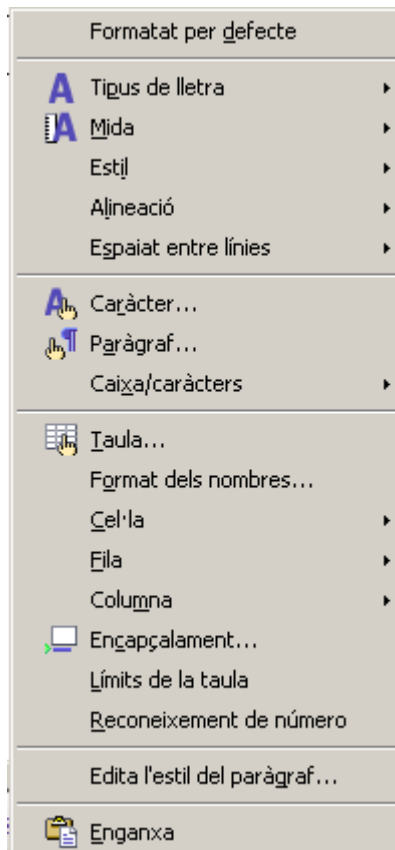 Formatat per defecte
Tipus de lletra
Mida
Estil
Alineació
Espaiat entre línies
Caràcter...
Paràgraf...
Caixa/caràcters
Taula...
Format dels nombres...
Cel·la
Fila
Columna
Ençapçalament...
Límits de la taula
Reconeixement de número
Edita l'estil del paràgraf...
Enganxa